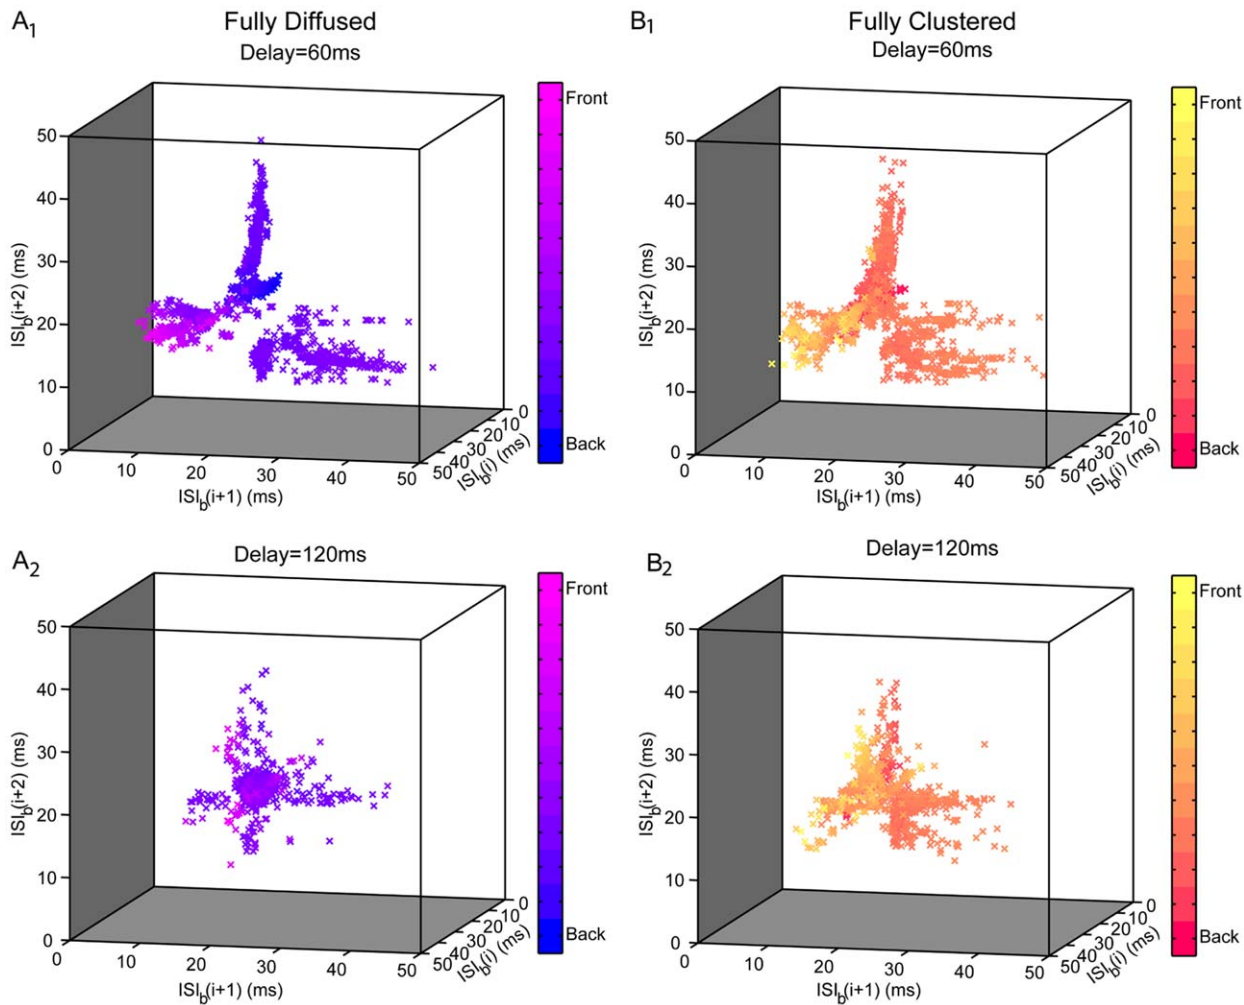 A1 Fully Diffused
Delay=60ms
Front
Back
50
40
30
20
10
0
ISIb(i+2) (ms)
0 10 20 30 40 50
ISIb(i+1) (ms)
50 40 30 20 10 0
ISIb(i) (ms)
B1 Fully Clustered
Delay=60ms
Front
Back
50
40
30
20
10
0
ISIb(i+2) (ms)
0 10 20 30 40 50
ISIb(i+1) (ms)
50 40 30 20 10 0
ISIb(i) (ms)
A2 Delay=120ms
Front
Back
50
40
30
20
10
0
ISIb(i+2) (ms)
0 10 20 30 40 50
ISIb(i+1) (ms)
50 40 30 20 10 0
ISIb(i) (ms)
B2 Delay=120ms
Front
Back
50
40
30
20
10
0
ISIb(i+2) (ms)
0 10 20 30 40 50
ISIb(i+1) (ms)
50 40 30 20 10 0
ISIb(i) (ms)